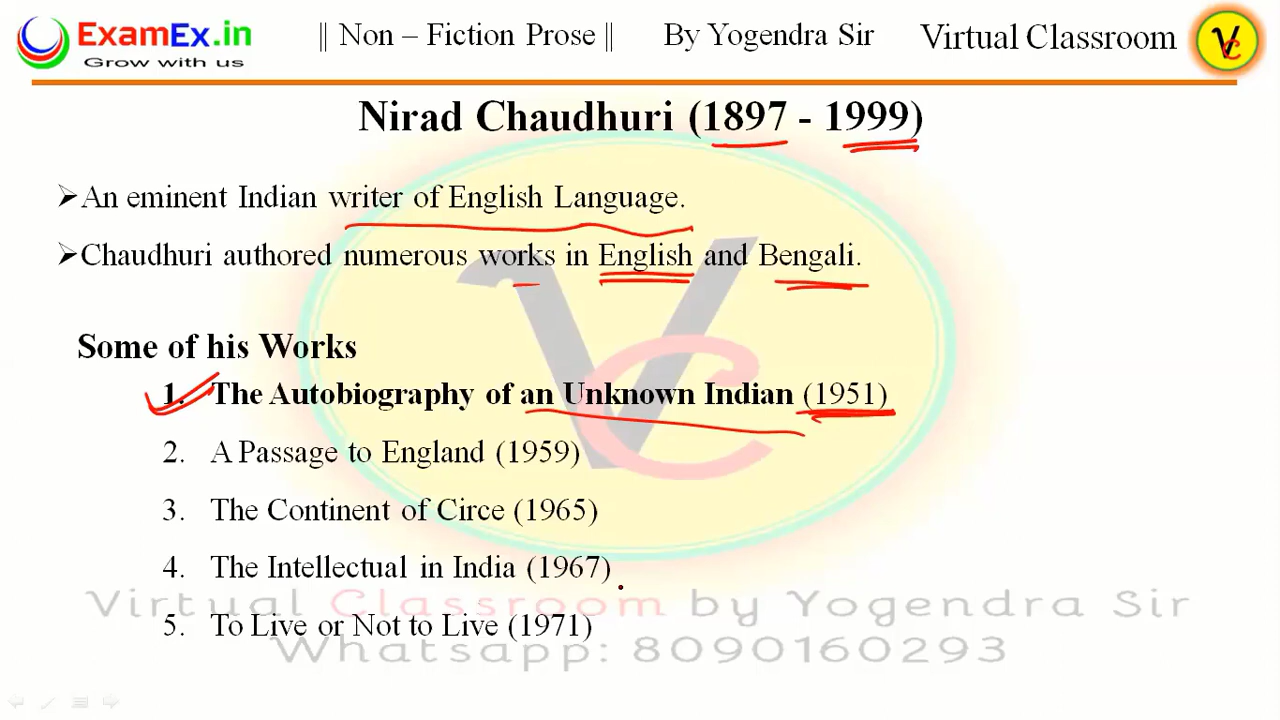 ExamEx.in || Non – Fiction Prose || By Yogendra Sir Virtual Classroom VC
Grow with us
Nirad Chaudhuri (1897 - 1999)
➢An eminent Indian writer of English Language.
➢Chaudhuri authored numerous works in English and Bengali.
Some of his Works
1. The Autobiography of an Unknown Indian (1951)
2. A Passage to England (1959)
3. The Continent of Circe (1965)
4. The Intellectual in India (1967)
Virtual Classroom by Yogendra Sir
5. To Live or Not to Live (1971)
Whatsapp: 8090160293
VC